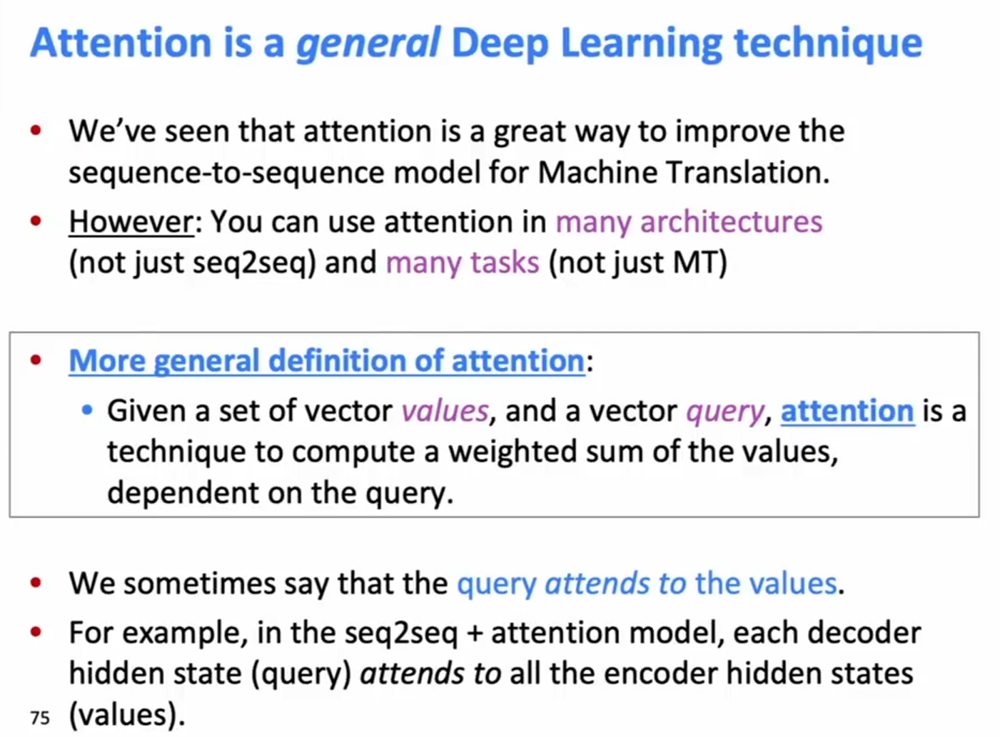 Attention is a general Deep Learning technique
• We’ve seen that attention is a great way to improve the
sequence-to-sequence model for Machine Translation.
• However: You can use attention in many architectures
(not just seq2seq) and many tasks (not just MT)
• More general definition of attention:
• Given a set of vector values, and a vector query, attention is a
technique to compute a weighted sum of the values,
dependent on the query.
• We sometimes say that the query attends to the values.
• For example, in the seq2seq + attention model, each decoder
hidden state (query) attends to all the encoder hidden states
(values).
75